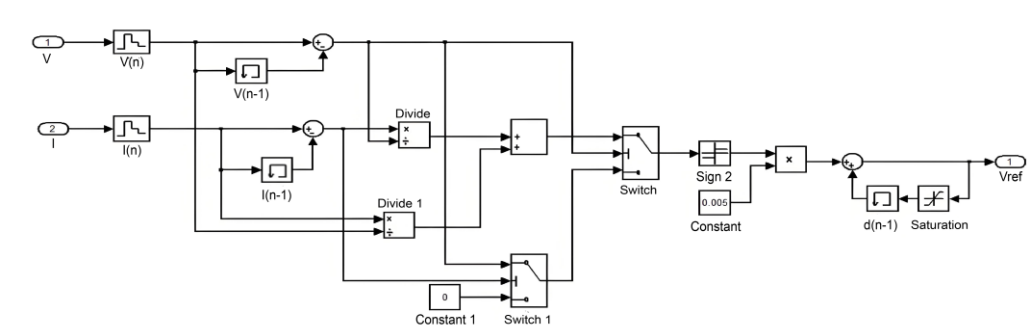 1
V
V(n)
V(n-1)
2
I
I(n)
I(n-1)
+
-
+
-
Divide
×
÷
Divide 1
×
÷
+
+
Switch
0
Constant 1
Switch 1
Sign 2
0.005
Constant
×
+
+
d(n-1)
Saturation
1
Vref